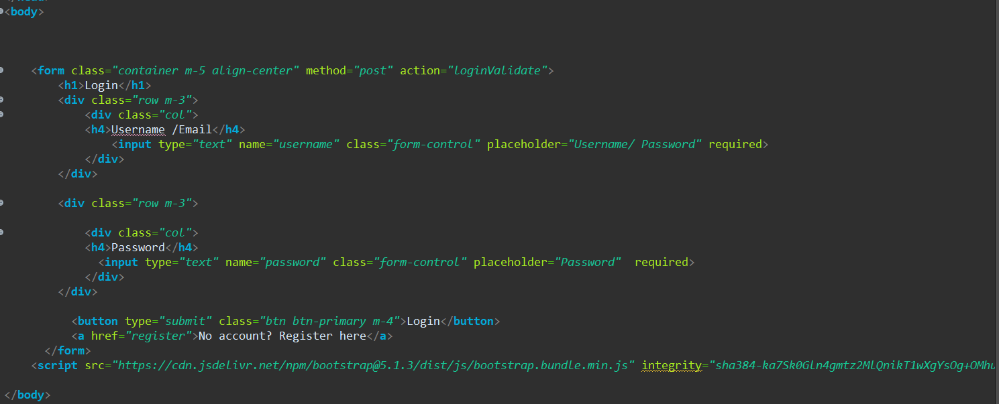 <body>
<form class="container m-5 align-center" method="post" action="loginValidate">
<h1>Login</h1>
<div class="row m-3">
<div class="col">
<h4>Username /Email</h4>
<input type="text" name="username" class="form-control" placeholder="Username/ Password" required>
</div>
</div>
<div class="row m-3">
<div class="col">
<h4>Password</h4>
<input type="text" name="password" class="form-control" placeholder="Password" required>
</div>
</div>
<button type="submit" class="btn btn-primary m-4">Login</button>
<a href="register">No account? Register here</a>
</form>
<script src="https://cdn.jsdelivr.net/npm/bootstrap@5.1.3/dist/js/bootstrap.bundle.min.js" integrity="sha384-ka7Sk0Gln4gmtz2MlQnikT1wXgYsOg+OMhu
</body>